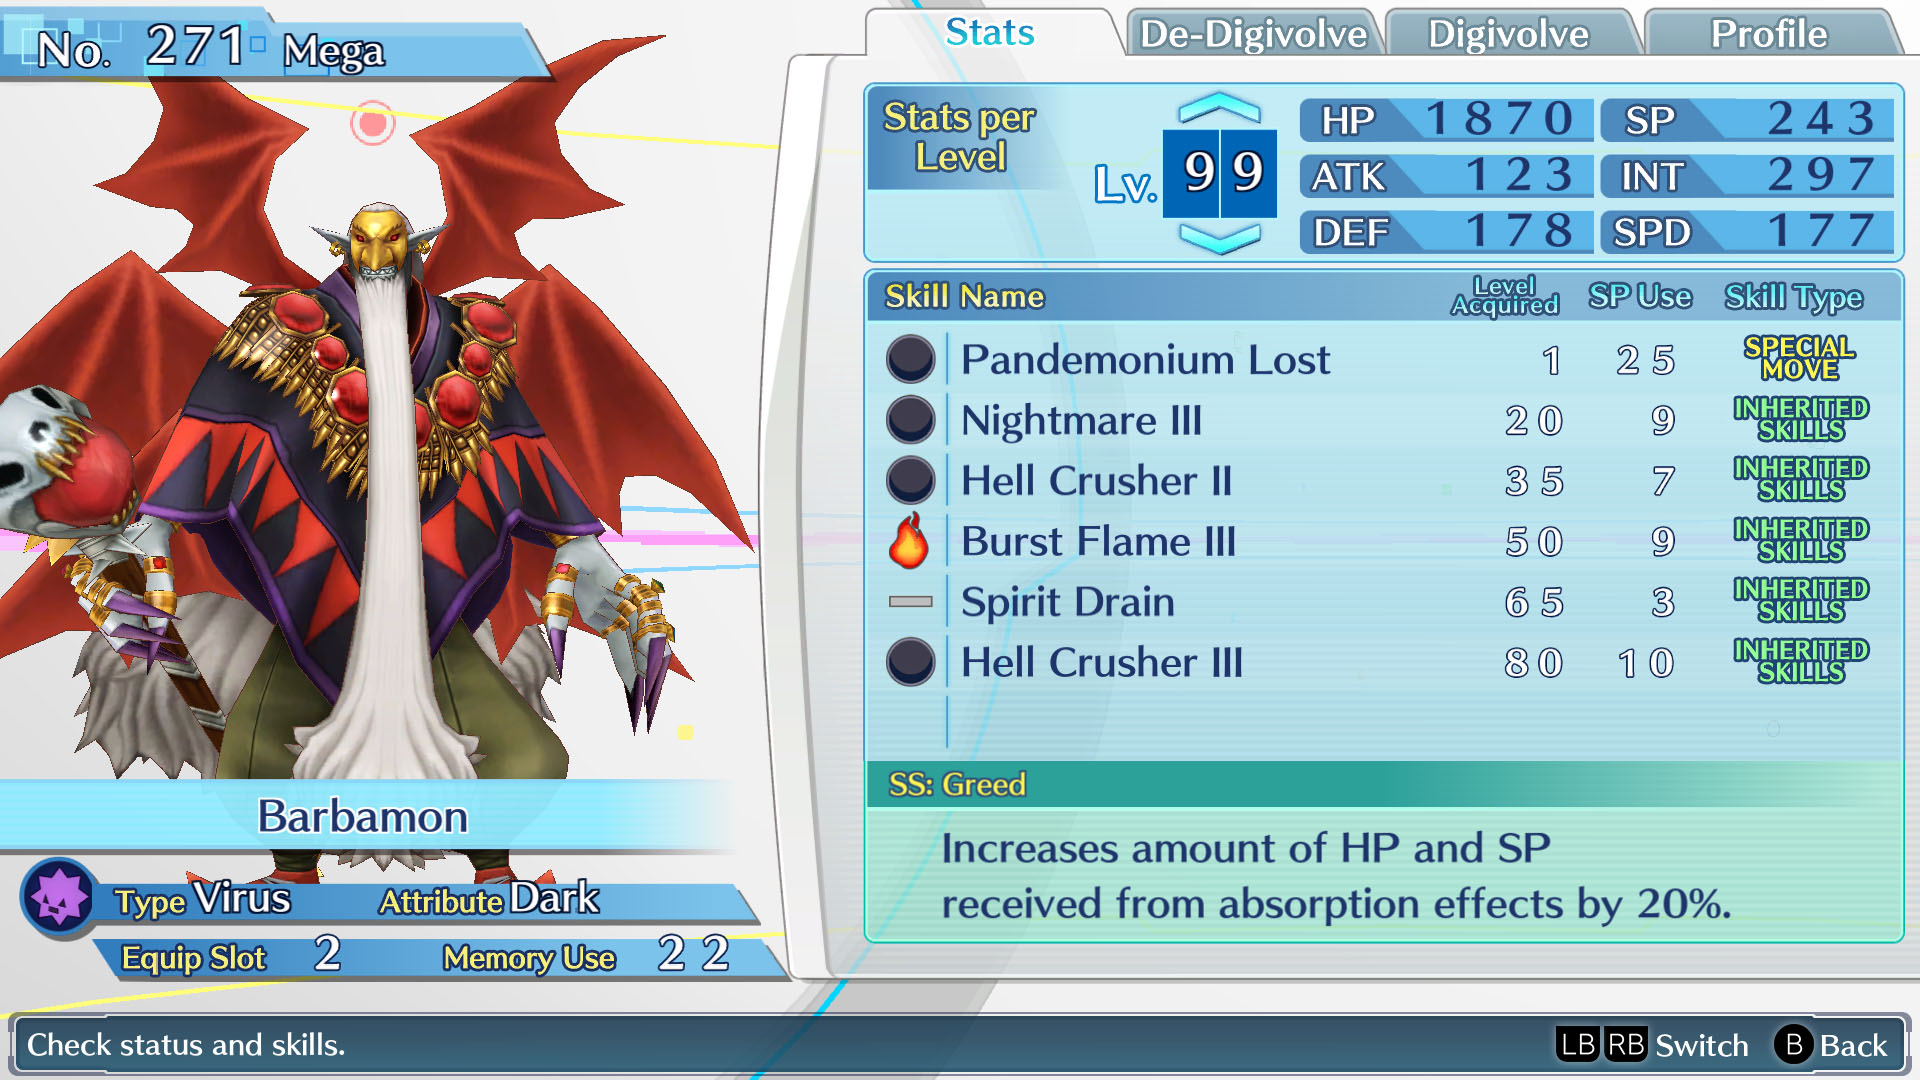 No. 271 Mega
Stats
De-Digivolve
Digivolve
Profile
Stats per
Level
Lv. 99
HP 1870
SP 243
ATK 123
INT 297
DEF 178
SPD 177
Skill Name
Level
Acquired
SP Use
Skill Type
Pandemonium Lost 1 25 SPECIAL
MOVE
Nightmare III 20 9 INHERITED
SKILLS
Hell Crusher II 35 7 INHERITED
SKILLS
Burst Flame III 50 9 INHERITED
SKILLS
Spirit Drain 65 3 INHERITED
SKILLS
Hell Crusher III 80 10 INHERITED
SKILLS
SS: Greed
Increases amount of HP and SP
received from absorption effects by 20%.
Barbamon
Type Virus Attribute Dark
Equip Slot 2 Memory Use 22
Check status and skills.
LB RB Switch B Back